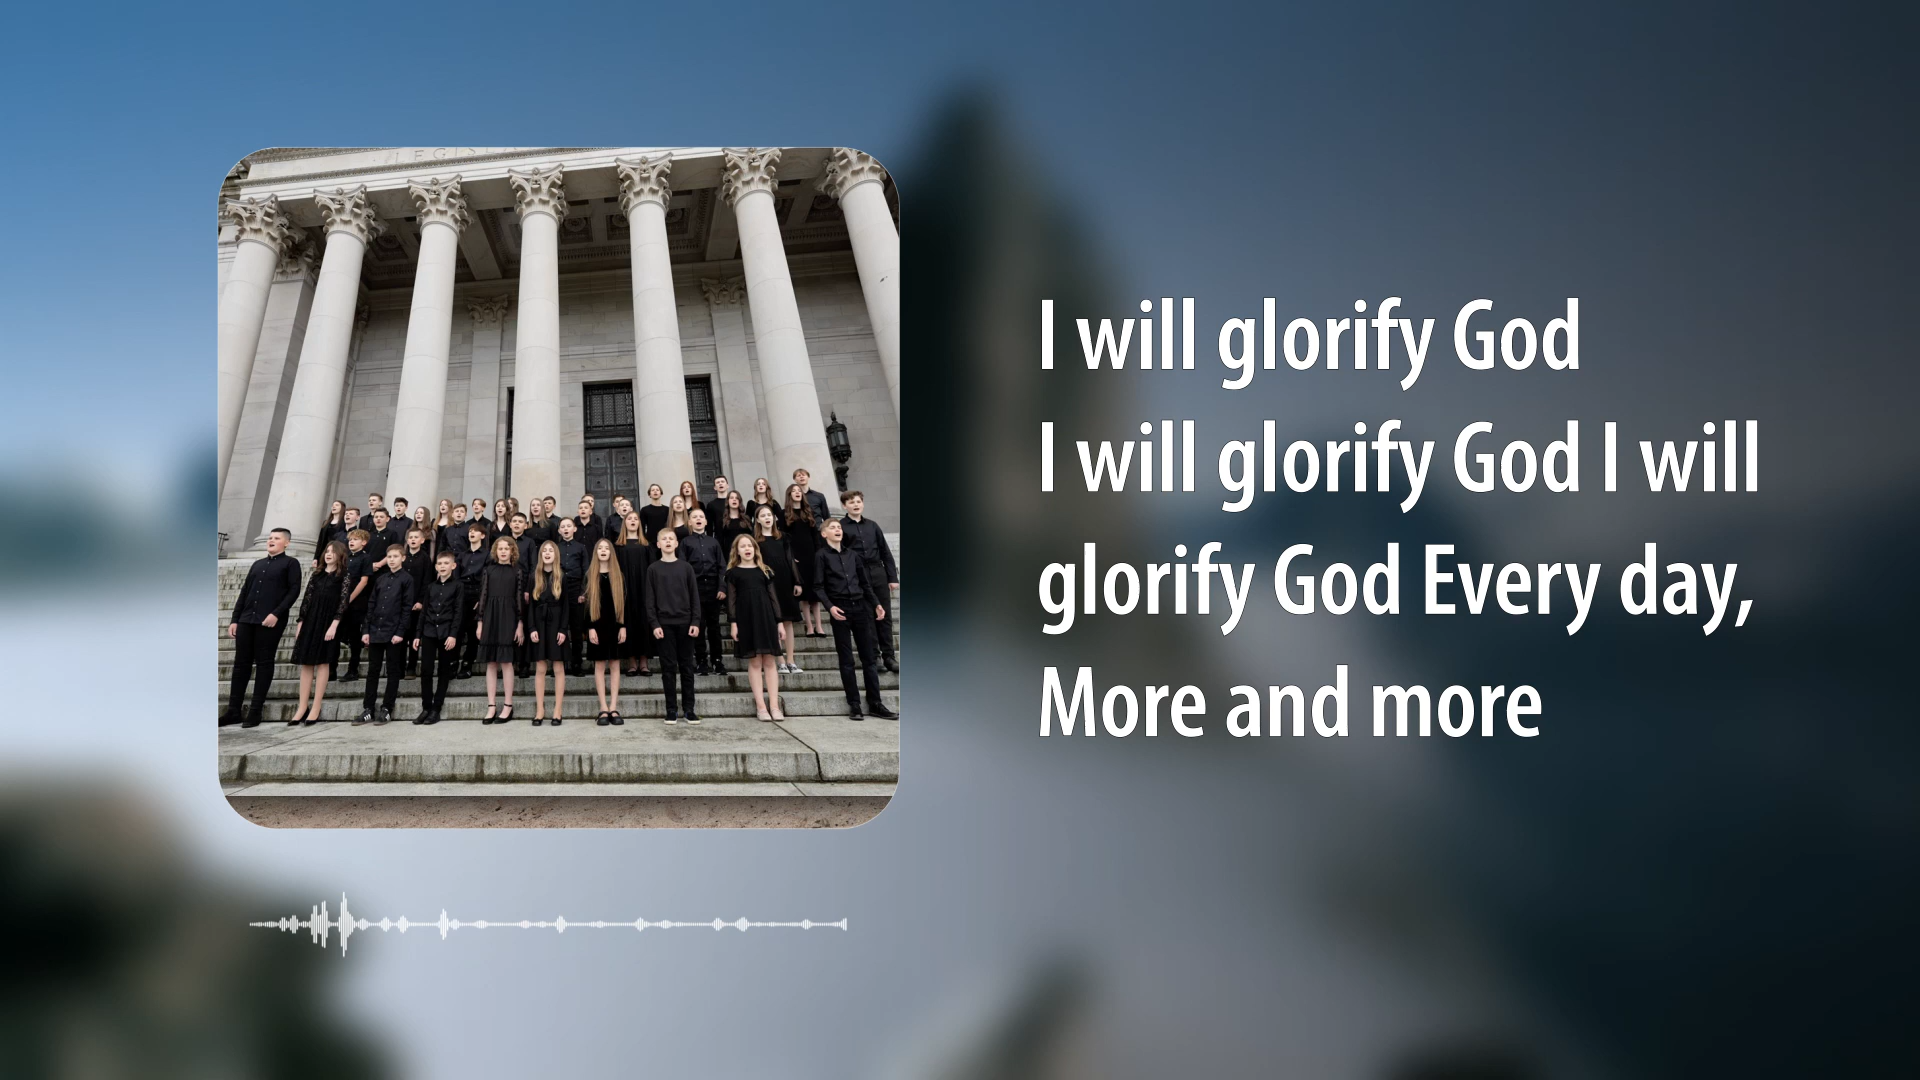 I will glorify God
I will glorify God I will
glorify God Every day,
More and more